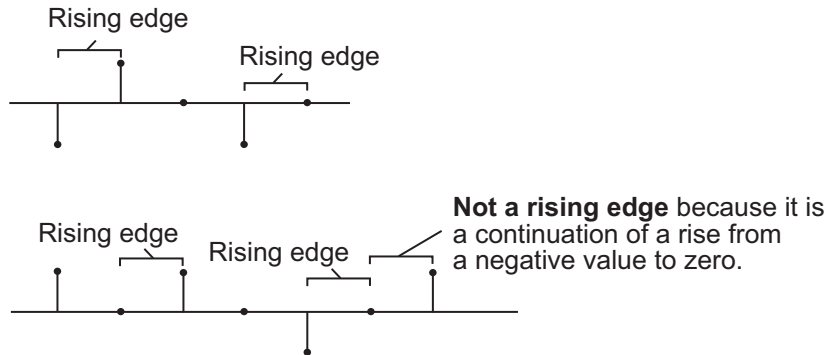 Rising edge
Rising edge
Not a rising edge because it is
a continuation of a rise from
a negative value to zero.
Rising edge
Rising edge